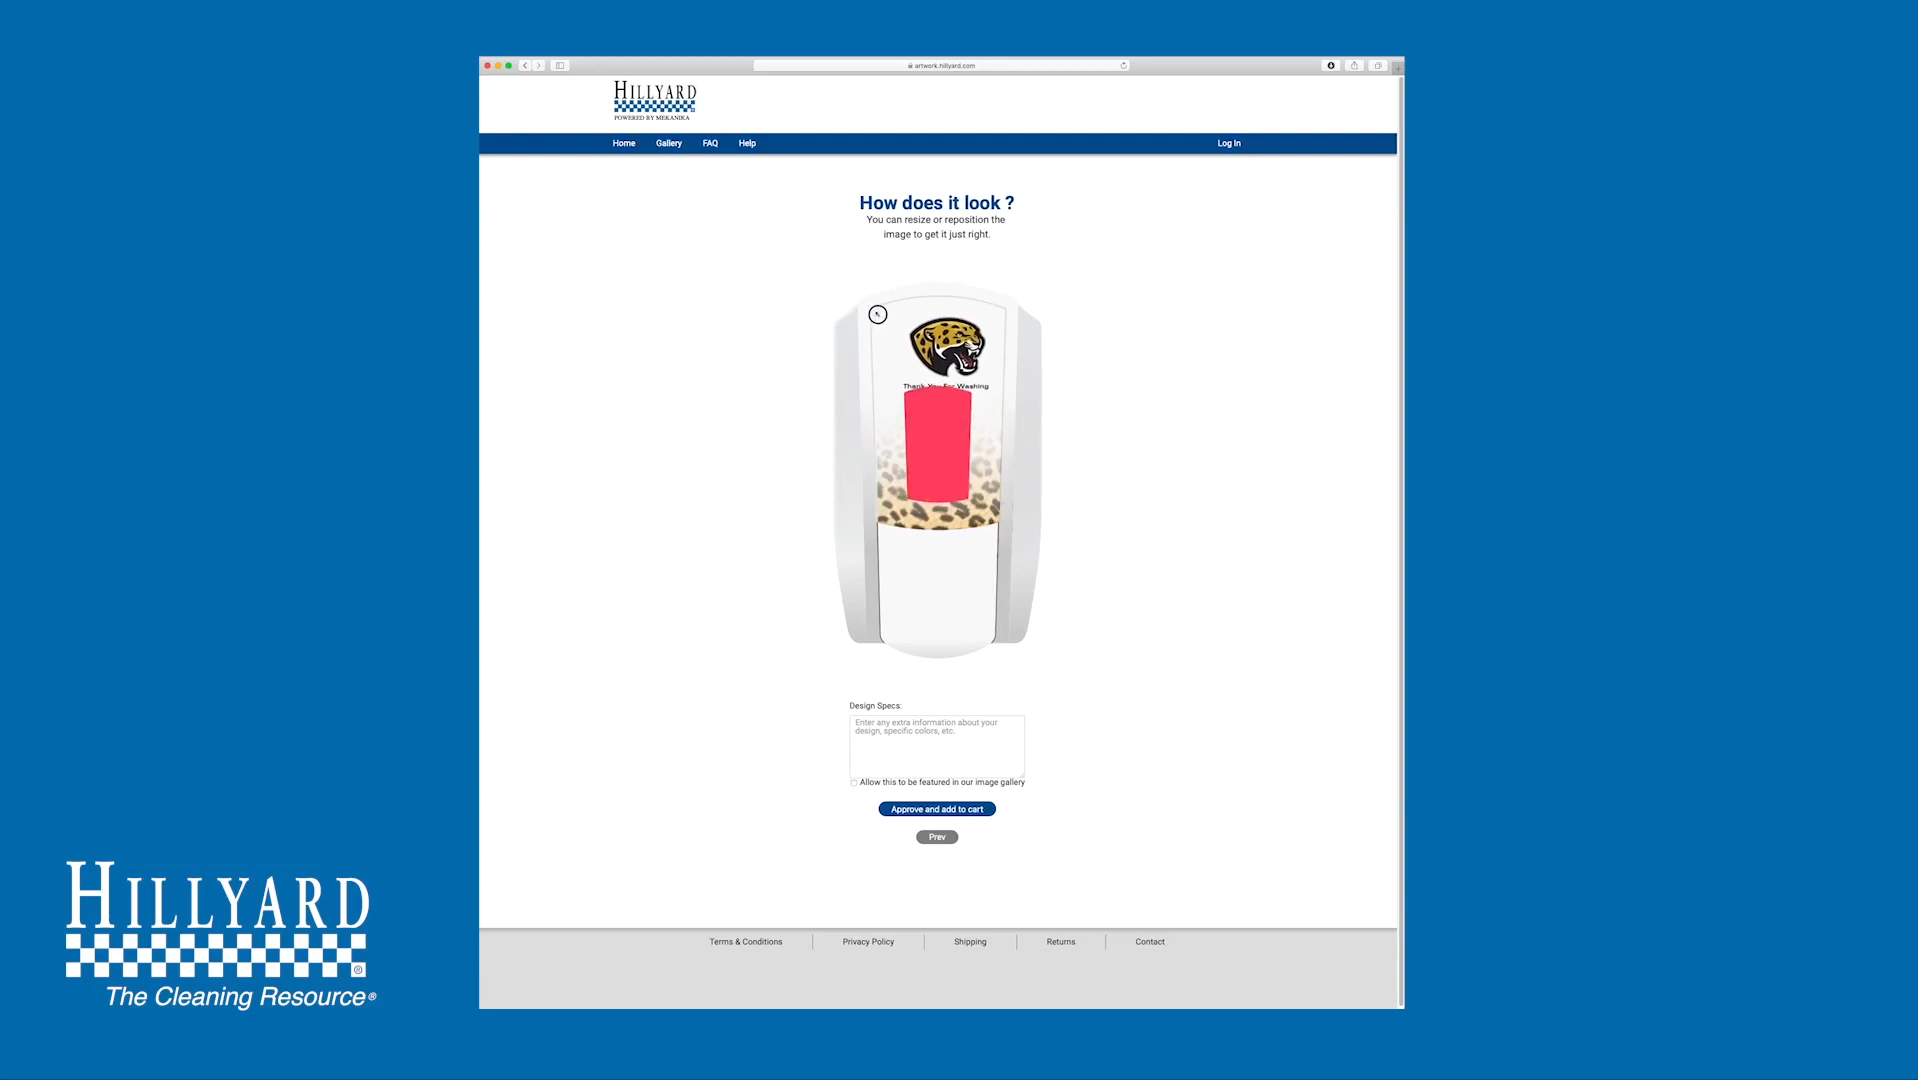 artwork.hillyard.com
HILLYARD
POWERED BY MEKANIKA
Home Gallery FAQ Help Log In
How does it look ?
You can resize or reposition the
image to get it just right.
Thank You For Washing
Design Specs:
Enter any extra information about your
design, specific colors, etc.
Allow this to be featured in our image gallery
Approve and add to cart
Prev
Terms & Conditions Privacy Policy Shipping Returns Contact
HILLYARD
®
The Cleaning Resource®